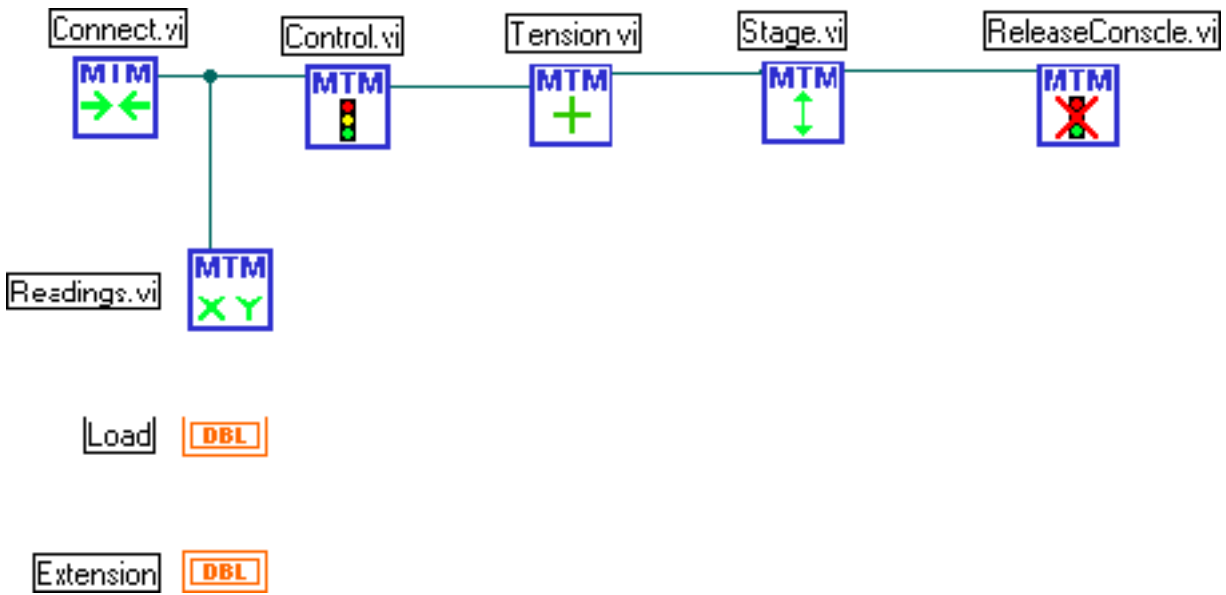 Connect.vi
Control.vi
Tension vi
Stage.vi
ReleaseConscle.vi
MTM
MTM
MTM
MTM
MTM
Readings.vi
MTM
X Y
Load
DBL
Extension
DBL